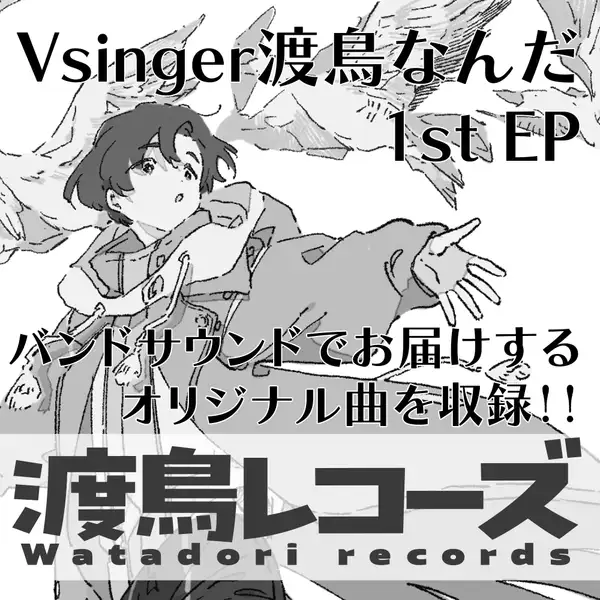 Vsinger渡鳥なんだ
1st EP
バンドサウンドでお届けする
オリジナル曲を収録!!
渡鳥レコーズ
Watadori records